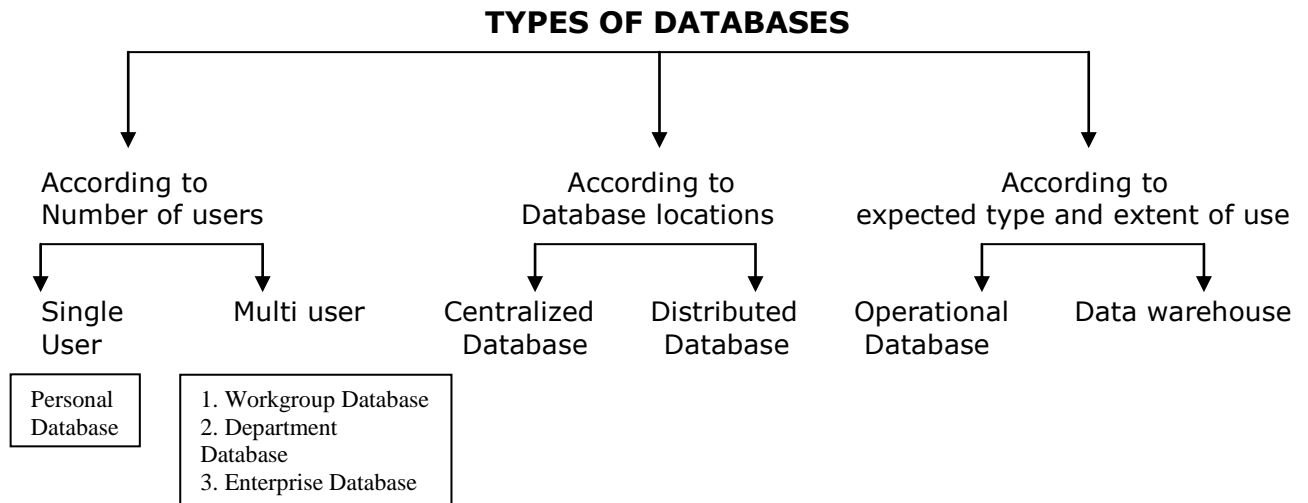 TYPES OF DATABASES
According to
Number of users
According to
Database locations
According to
expected type and extent of use
Single
User
Multi user
Centralized
Database
Distributed
Database
Operational
Database
Data warehouse
Personal
Database
1. Workgroup Database
2. Department
Database
3. Enterprise Database